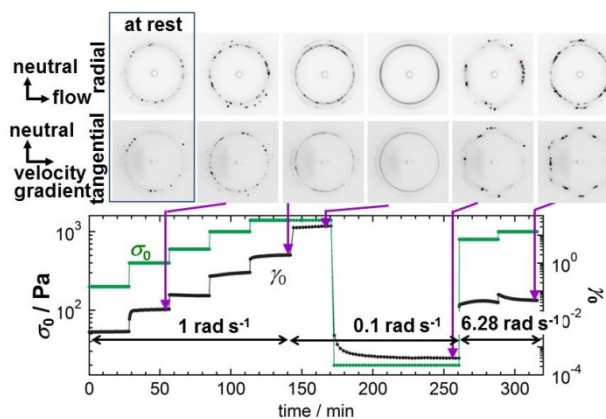 at rest
neutral
flow
radial
neutral
velocity
gradient
tangential
10³
10²
σ₀ / Pa
σ₀
γ₀
1 rad s⁻¹
0.1 rad s⁻¹
6.28 rad s⁻¹
10⁰
10⁻²
10⁻⁴
γ₀
0 50 100 150 200 250 300
time / min